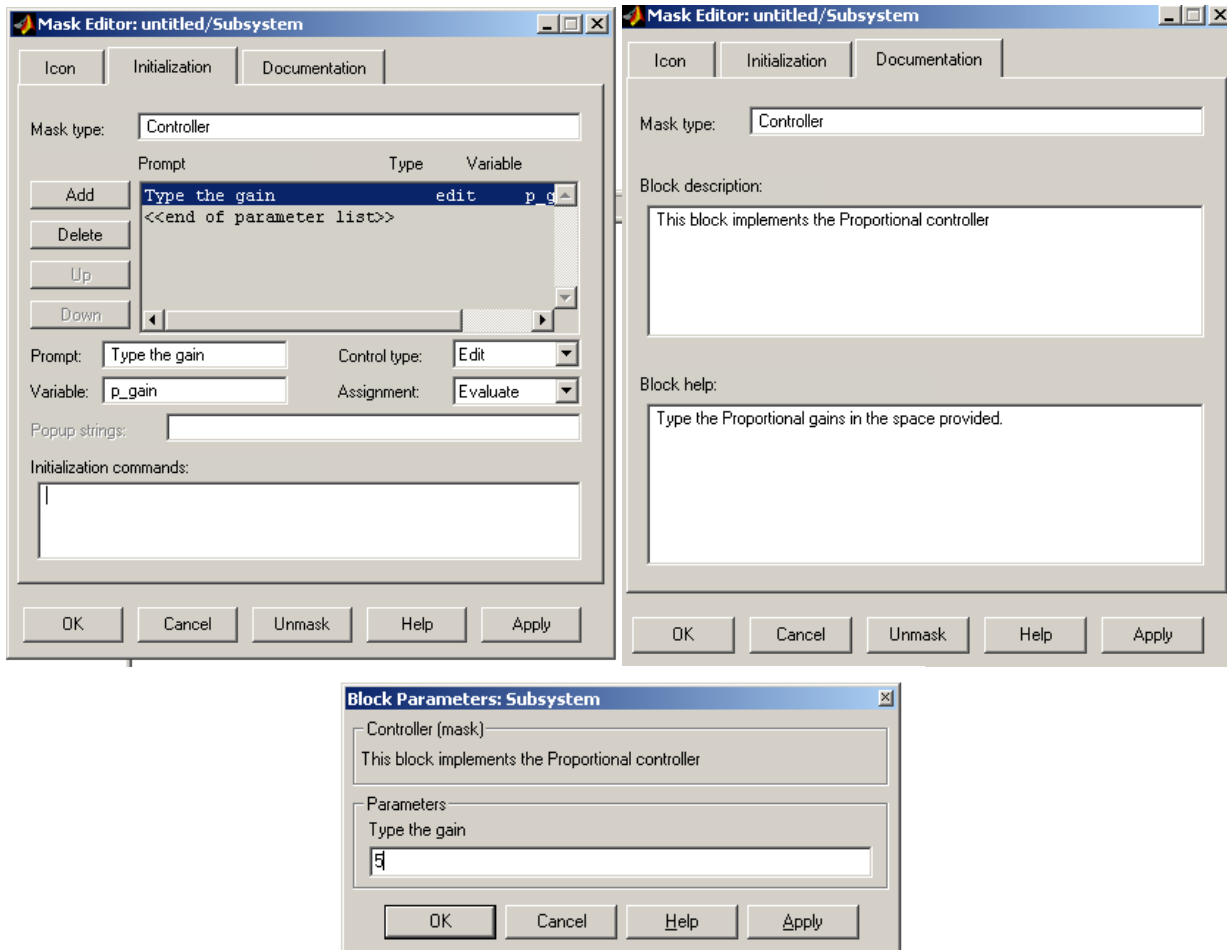 Mask Editor: untitled/Subsystem
Icon
Initialization
Documentation
Mask type:
Controller
Prompt
Type
Variable
Add
Delete
Up
Down
Type the gain edit p_g
<<end of parameter list>>
Prompt:
Type the gain
Control type:
Edit
Variable:
p_gain
Assignment:
Evaluate
Popup strings:
Initialization commands:
OK
Cancel
Unmask
Help
Apply
Mask Editor: untitled/Subsystem
Icon
Initialization
Documentation
Mask type:
Controller
Block description:
This block implements the Proportional controller
Block help:
Type the Proportional gains in the space provided.
OK
Cancel
Unmask
Help
Apply
Block Parameters: Subsystem
Controller (mask)
This block implements the Proportional controller
Parameters
Type the gain
5
OK
Cancel
Help
Apply